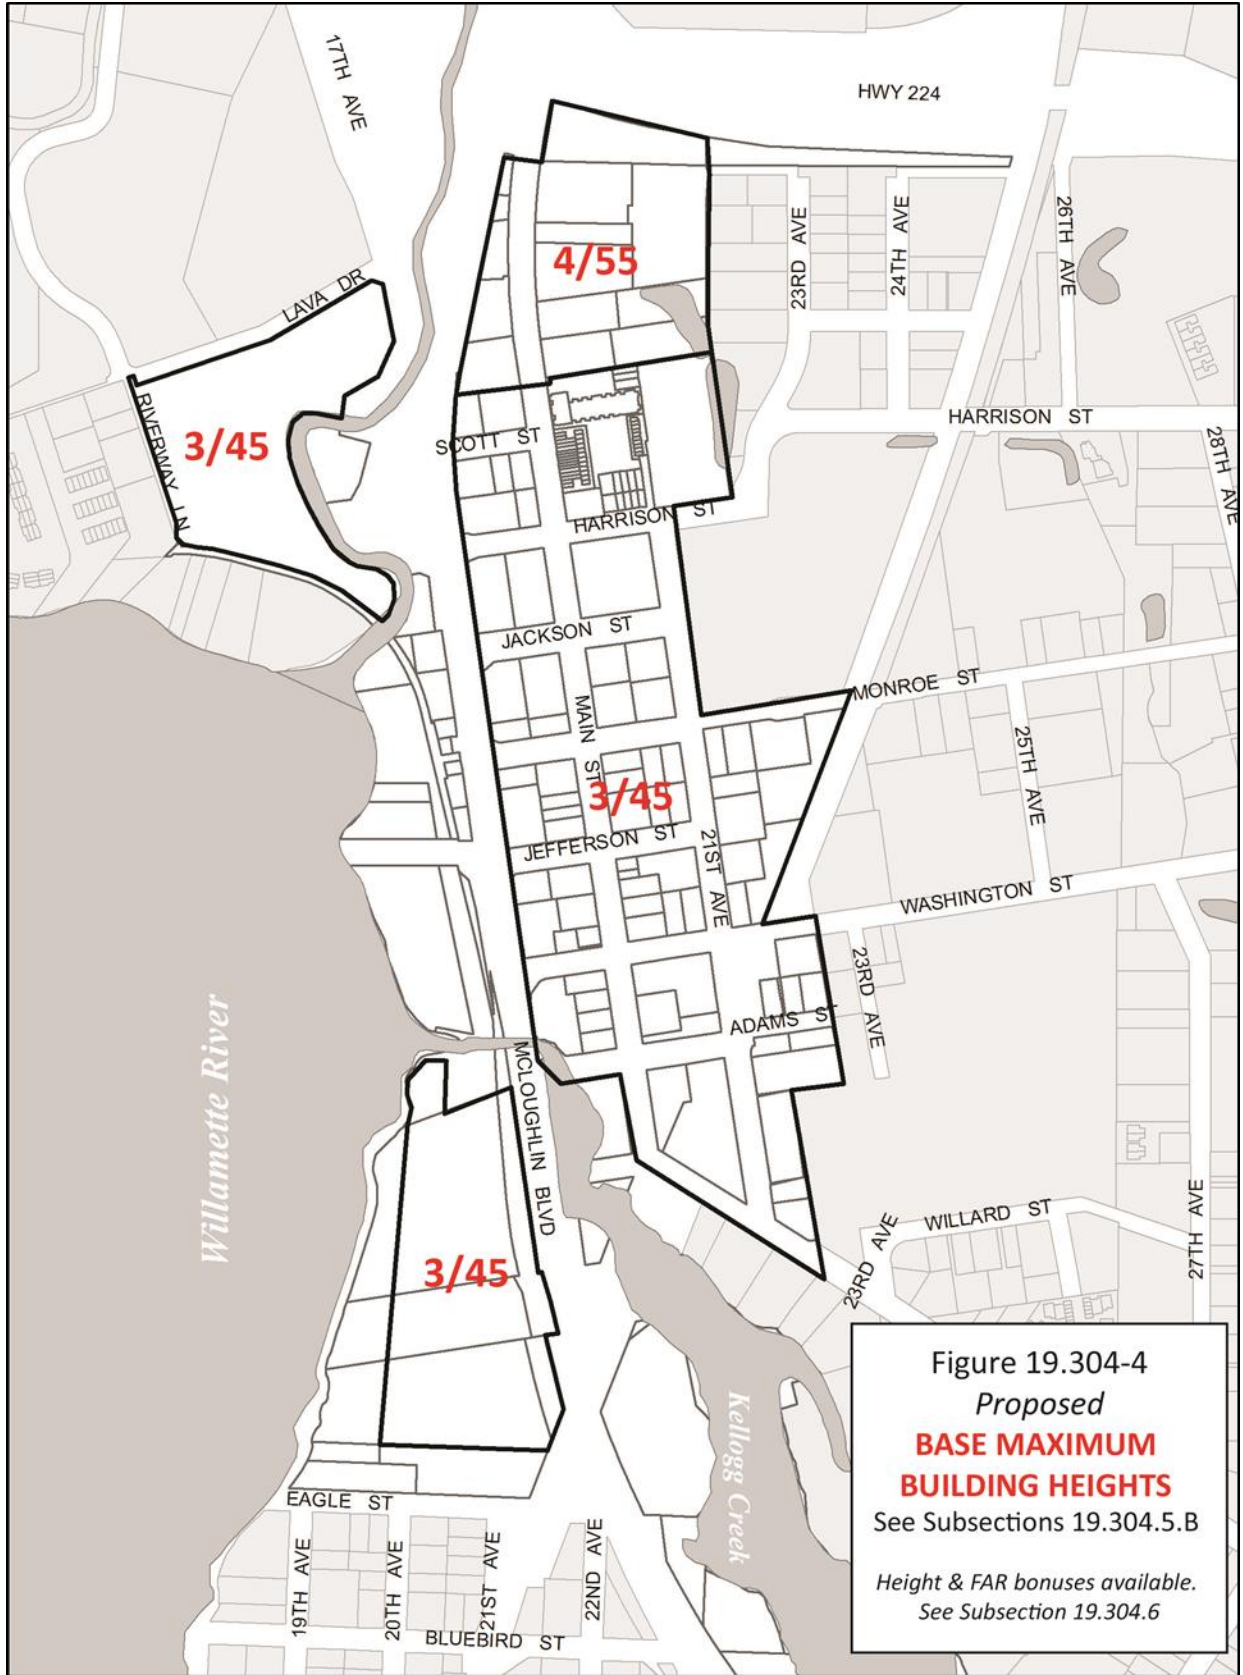 17TH AVE
HWY 224
23RD AVE
24TH AVE
26TH AVE
4/55
LAVA DR
RIVERWAY LN
3/45
SCOTT ST
HARRISON ST
28TH AVE
HARRISON ST
JACKSON ST
MONROE ST
MAIN ST
25TH AVE
3/45
JEFFERSON ST
21ST AVE
WASHINGTON ST
23RD AVE
ADAMS ST
Willamette River
MCLOUGHLIN BLVD
27TH AVE
WILLARD ST
23RD AVE
3/45
Kellogg Creek
EAGLE ST
19TH AVE
20TH AVE
21ST AVE
22ND AVE
BLUEBIRD ST
Figure 19.304-4
Proposed
BASE MAXIMUM
BUILDING HEIGHTS
See Subsections 19.304.5.B
Height & FAR bonuses available.
See Subsection 19.304.6